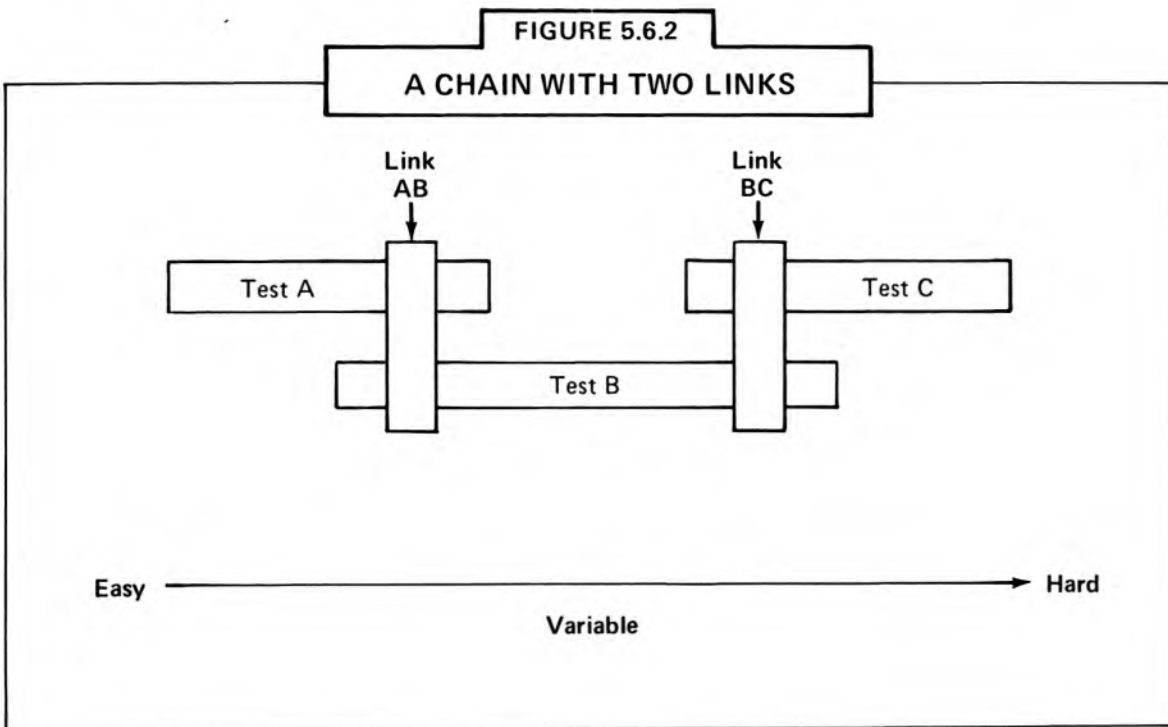 FIGURE 5.6.2
A CHAIN WITH TWO LINKS
Link
AB
Link
BC
Test A
Test C
Test B
Easy
Hard
Variable